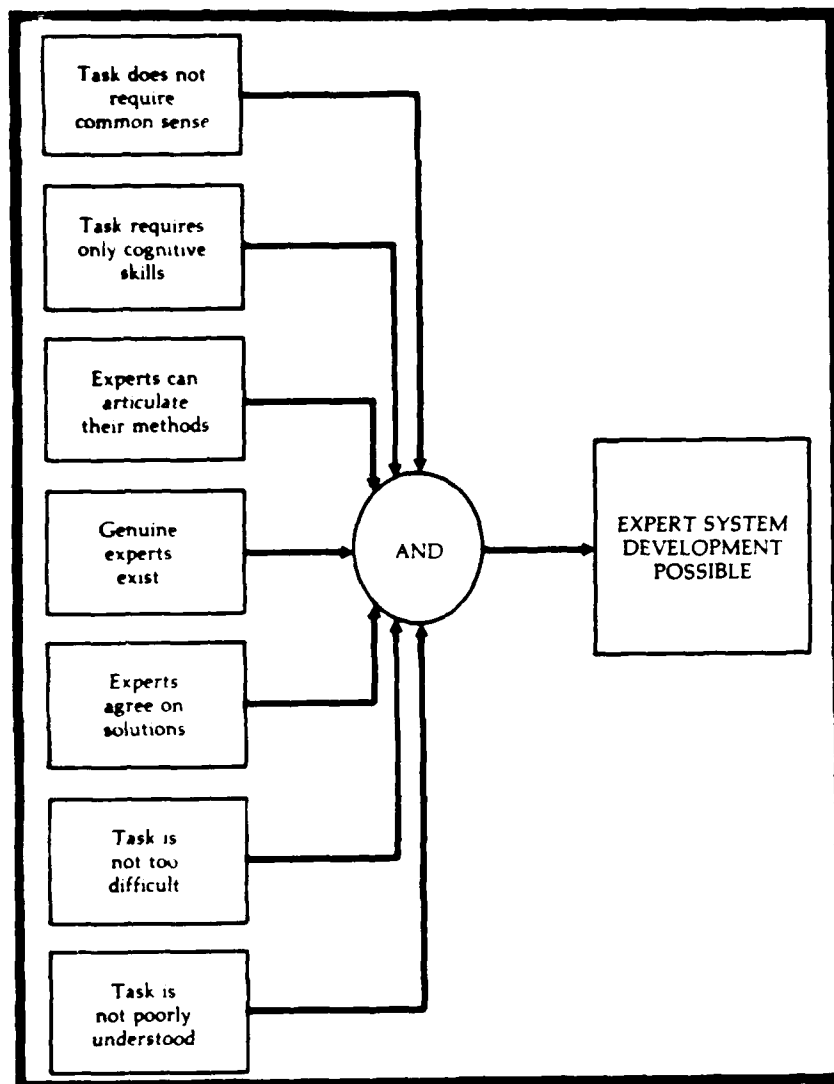 Task does not
require
common sense
Task requires
only cognitive
skills
Experts can
articulate
their methods
Genuine
experts
exist
Experts
agree on
solutions
Task is
not too
difficult
Task is
not poorly
understood
AND
EXPERT SYSTEM
DEVELOPMENT
POSSIBLE